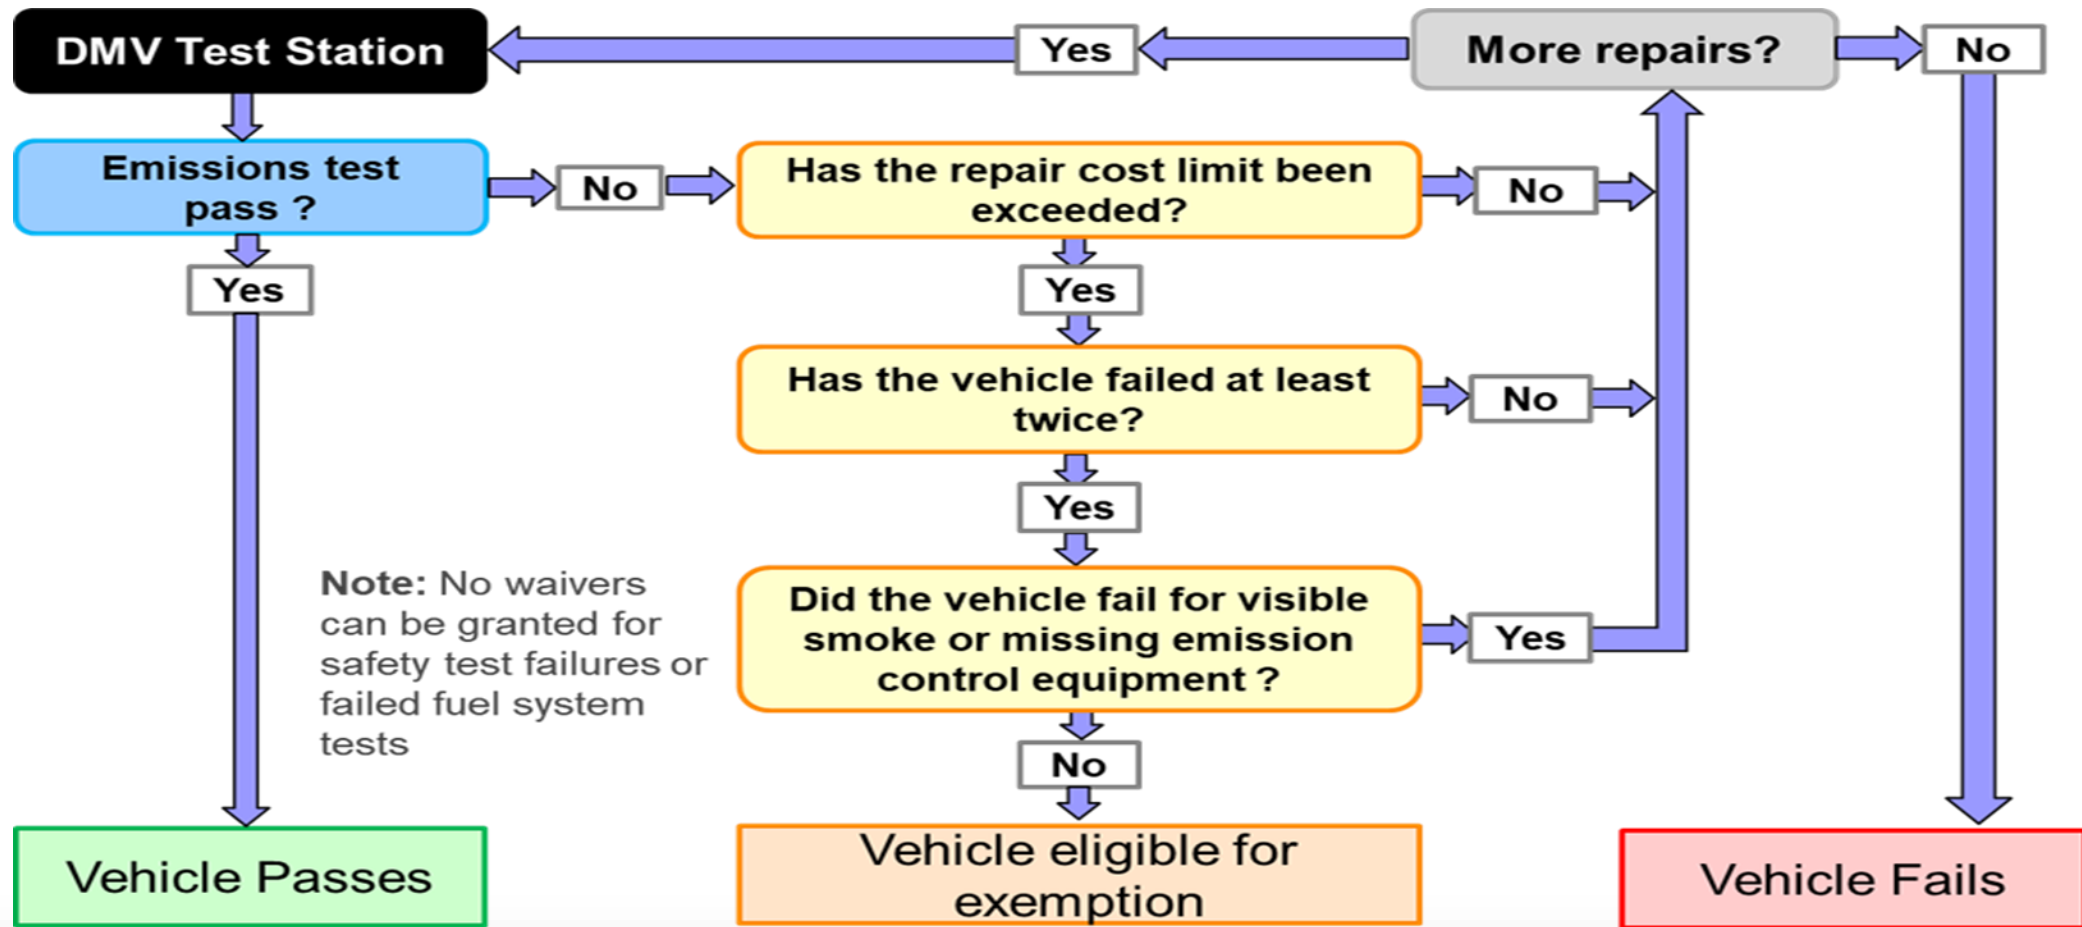 DMV Test Station
Yes
More repairs?
No
Emissions test
pass ?
No
Has the repair cost limit been
exceeded?
No
Yes
Yes
Has the vehicle failed at least
twice?
No
Yes
Note: No waivers
can be granted for
safety test failures or
failed fuel system
tests
Did the vehicle fail for visible
smoke or missing emission
control equipment ?
Yes
No
Vehicle Passes
Vehicle eligible for
exemption
Vehicle Fails